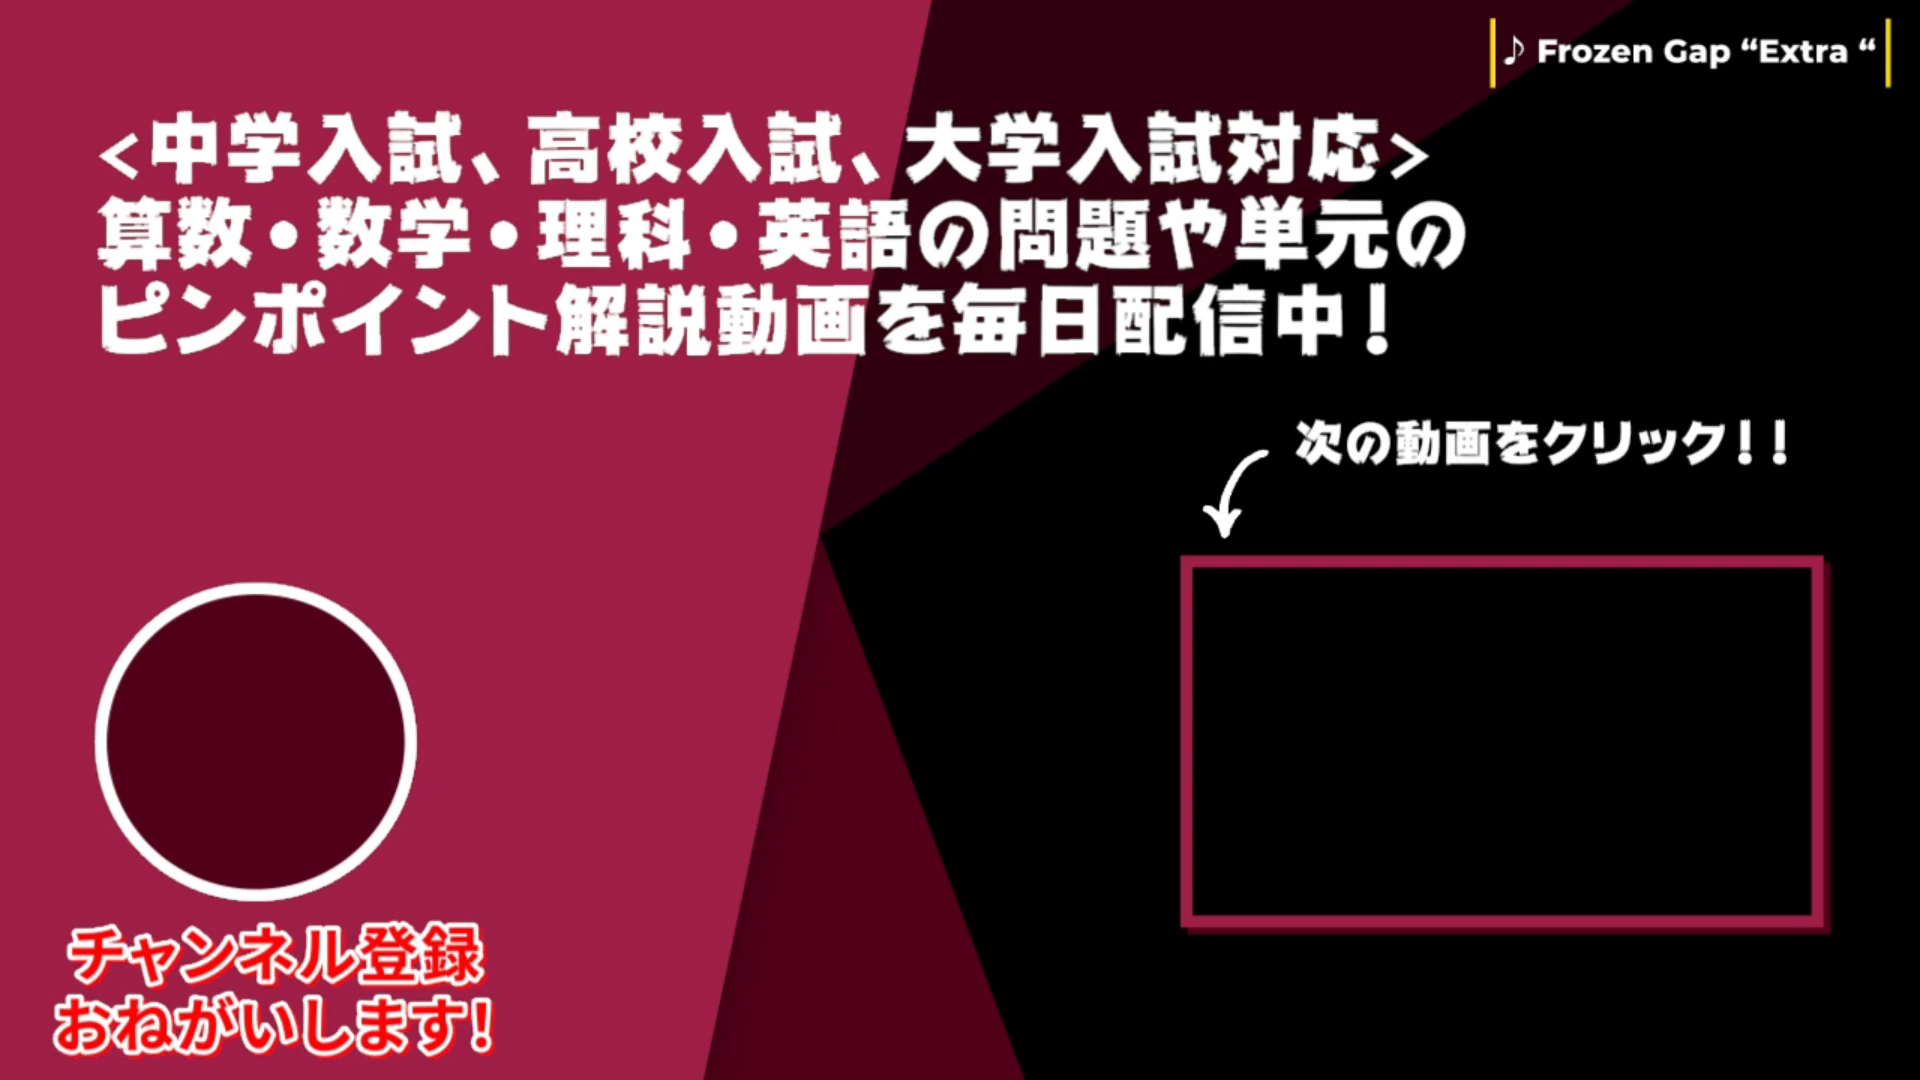 ♪ Frozen Gap “Extra “
<中学入試、高校入試、大学入試対応>
算数・数学・理科・英語の問題や単元の
ピンポイント解説動画を毎日配信中！
次の動画をクリック！！
チャンネル登録
おねがいします！